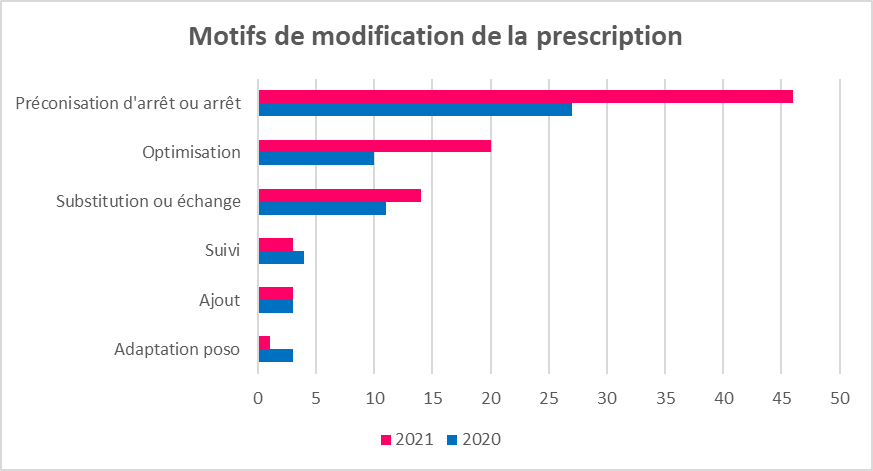 Motifs de modification de la prescription
Préconisation d'arrêt ou arrêt
Optimisation
Substitution ou échange
Suivi
Ajout
Adaptation poso
0 5 10 15 20 25 30 35 40 45 50
2021 2020